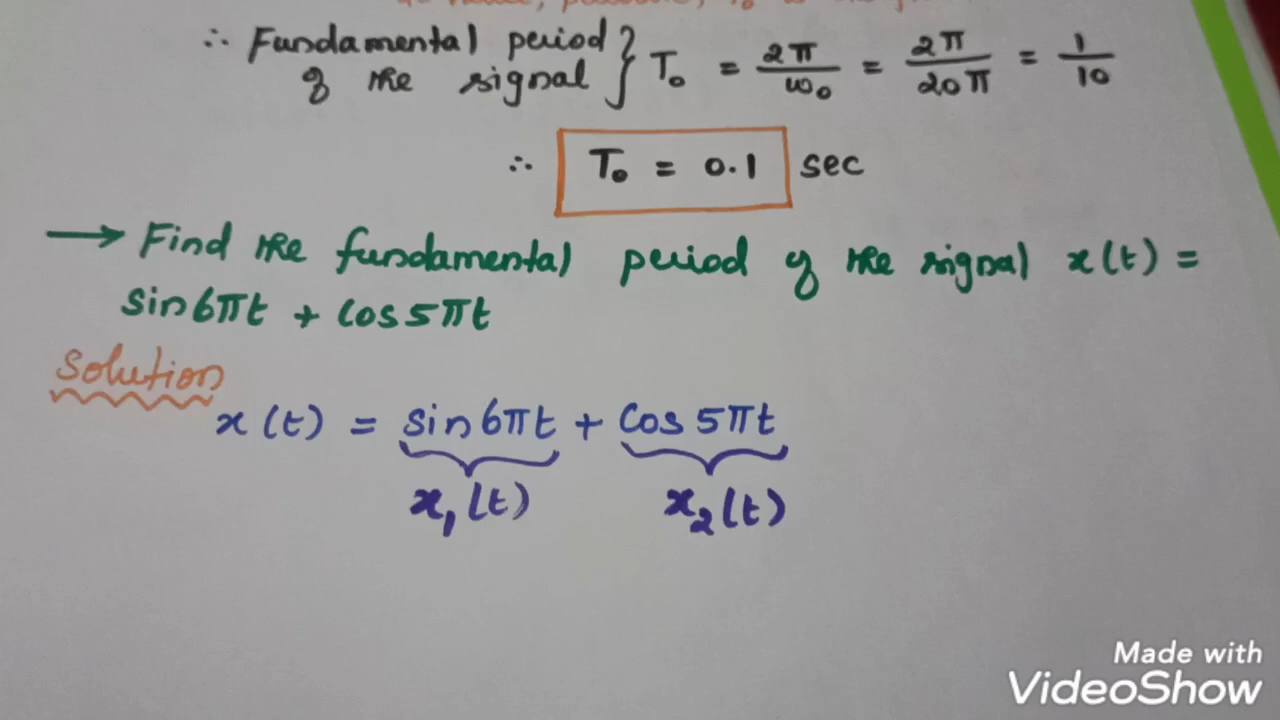 ∴ Fundamental period of the signal } T₀ = 2π/ω₀ = 2π/20π = 1/10
∴ T₀ = 0.1 sec
→ Find the fundamental period of the signal x(t) =
sin6πt + cos5πt
Solution
x(t) = sin6πt + cos5πt
x₁(t) x₂(t)
Made with
VideoShow